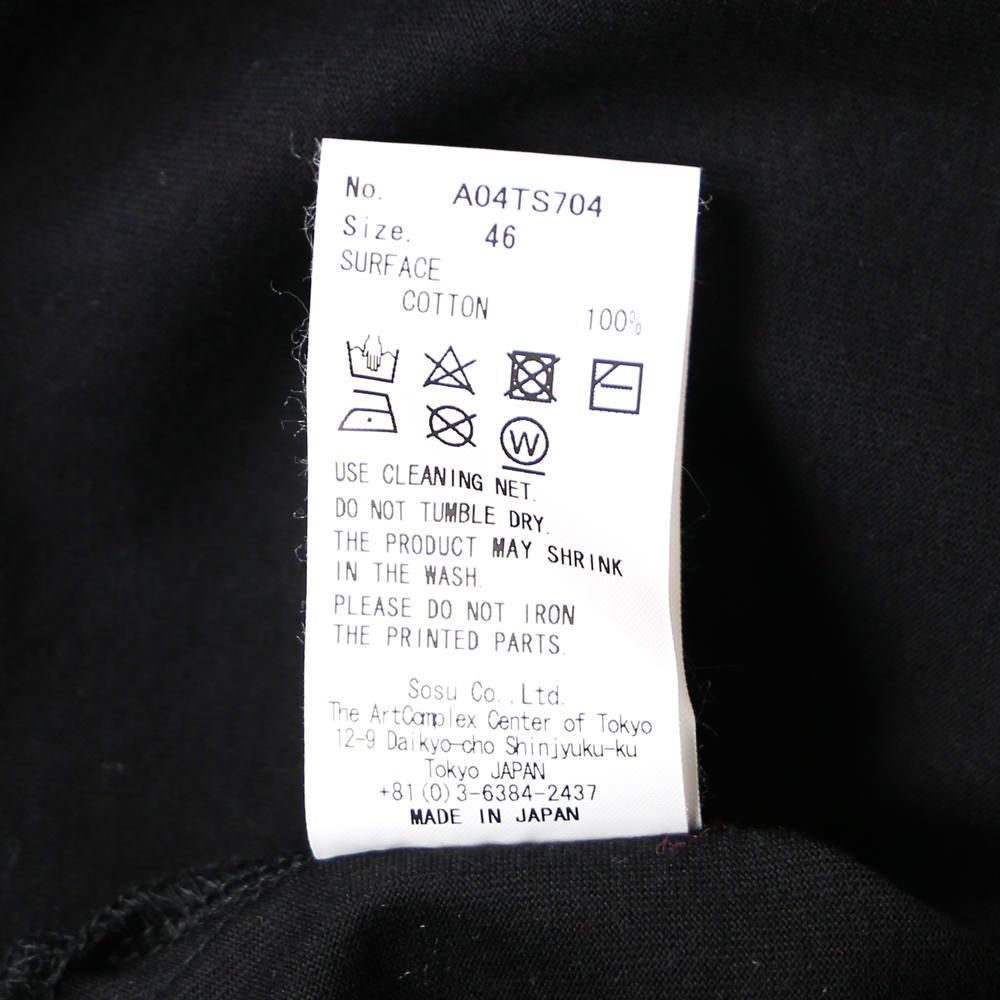 No. A04TS704
Size. 46
SURFACE
COTTON 100%
W
USE CLEANING NET.
DO NOT TUMBLE DRY.
THE PRODUCT MAY SHRINK
IN THE WASH.
PLEASE DO NOT IRON
THE PRINTED PARTS.
Sosu Co.,Ltd.
The ArtComplex Center of Tokyo
12-9 Daikyo-cho Shinjyuku-ku
Tokyo JAPAN
+81(0)3-6384-2437
MADE IN JAPAN